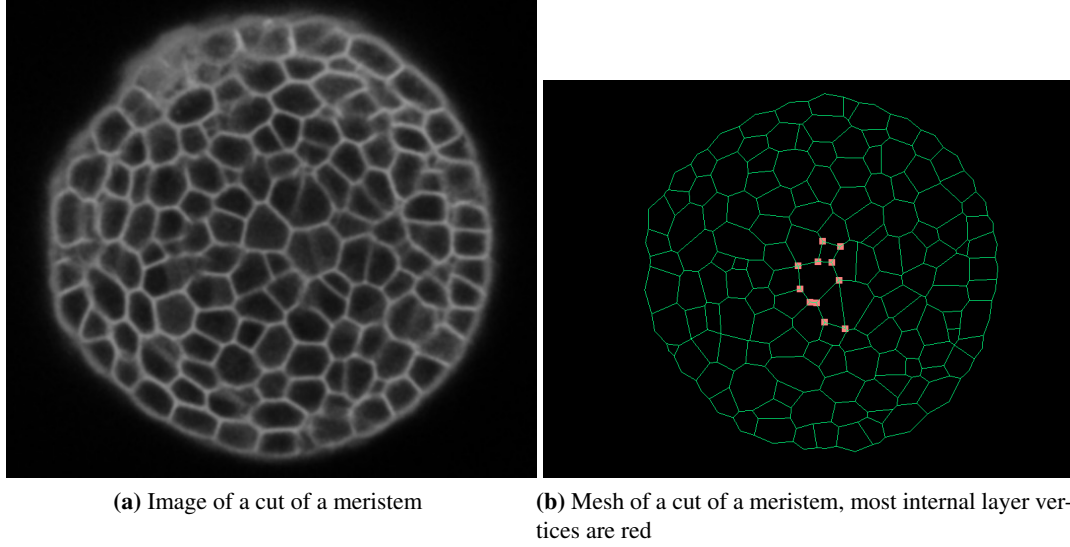 (a) Image of a cut of a meristem
(b) Mesh of a cut of a meristem, most internal layer ver-
tices are red